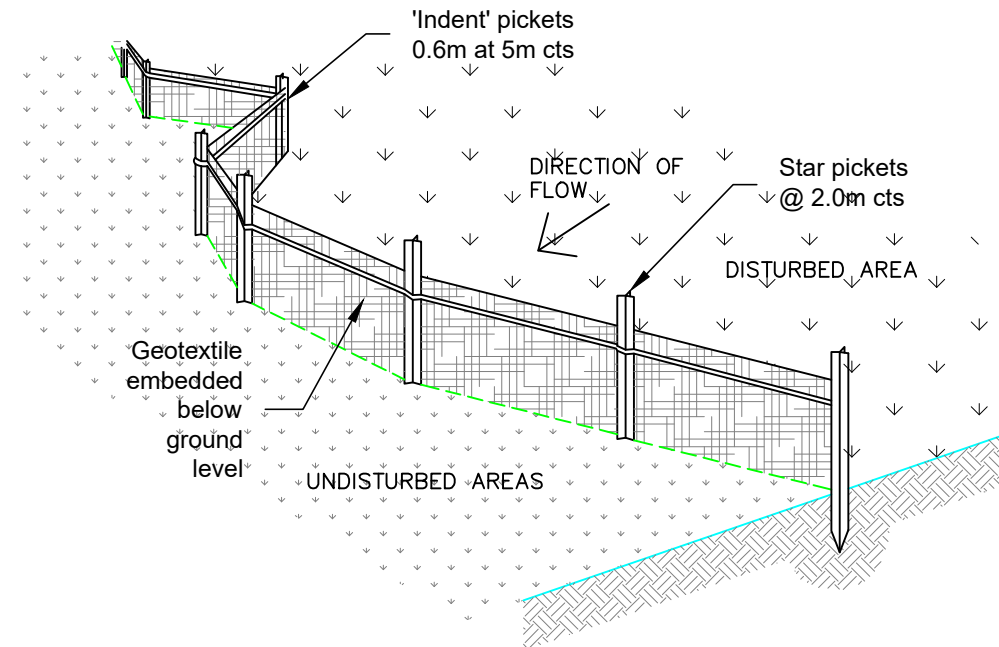 'Indent' pickets
0.6m at 5m cts
DIRECTION OF
FLOW
Star pickets
@ 2.0m cts
DISTURBED AREA
Geotextile
embedded
below
ground
level
UNDISTURBED AREAS